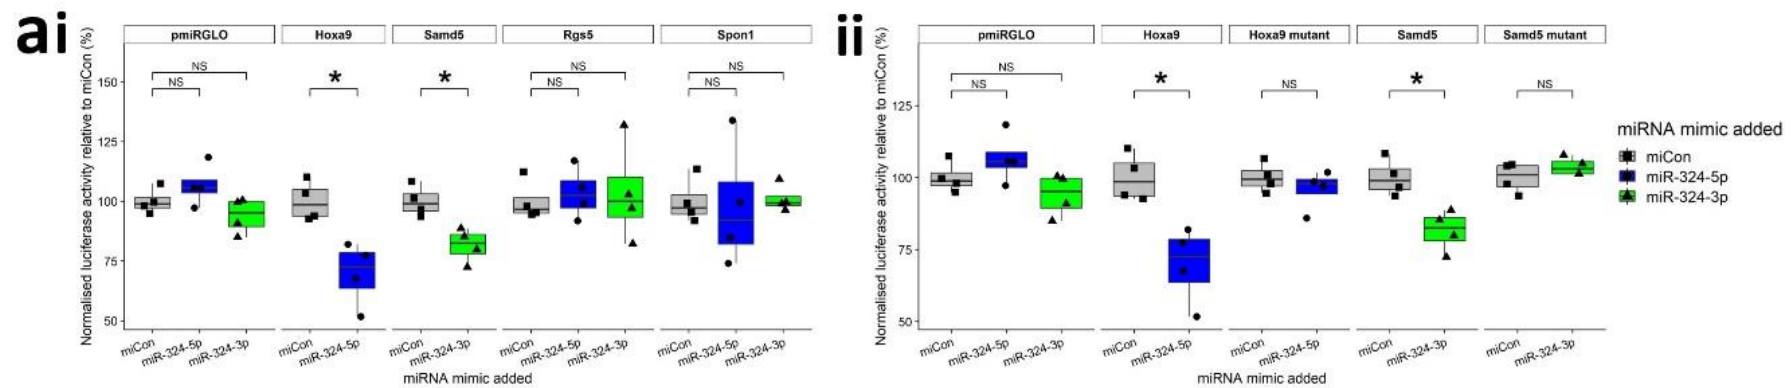 ai
Normalised luciferase activity relative to miCon (%)
pmiRGLO Hoxa9 Samd5 Rgs5 Spon1
NS * * NS NS
NS NS NS
150
125
100
75
50
miCon miR-324-5p miR-324-3p miCon miR-324-5p miCon miR-324-3p miCon miR-324-5p miR-324-3p miCon miR-324-5p miR-324-3p
miRNA mimic added
ii
Normalised luciferase activity relative to miCon (%)
pmiRGLO Hoxa9 Hoxa9 mutant Samd5 Samd5 mutant
NS * *
NS NS NS
125
100
75
50
miCon miR-324-5p miR-324-3p miCon miR-324-5p miCon miR-324-5p miCon miR-324-3p miCon miR-324-3p
miRNA mimic added
miRNA mimic added
miCon
miR-324-5p
miR-324-3p